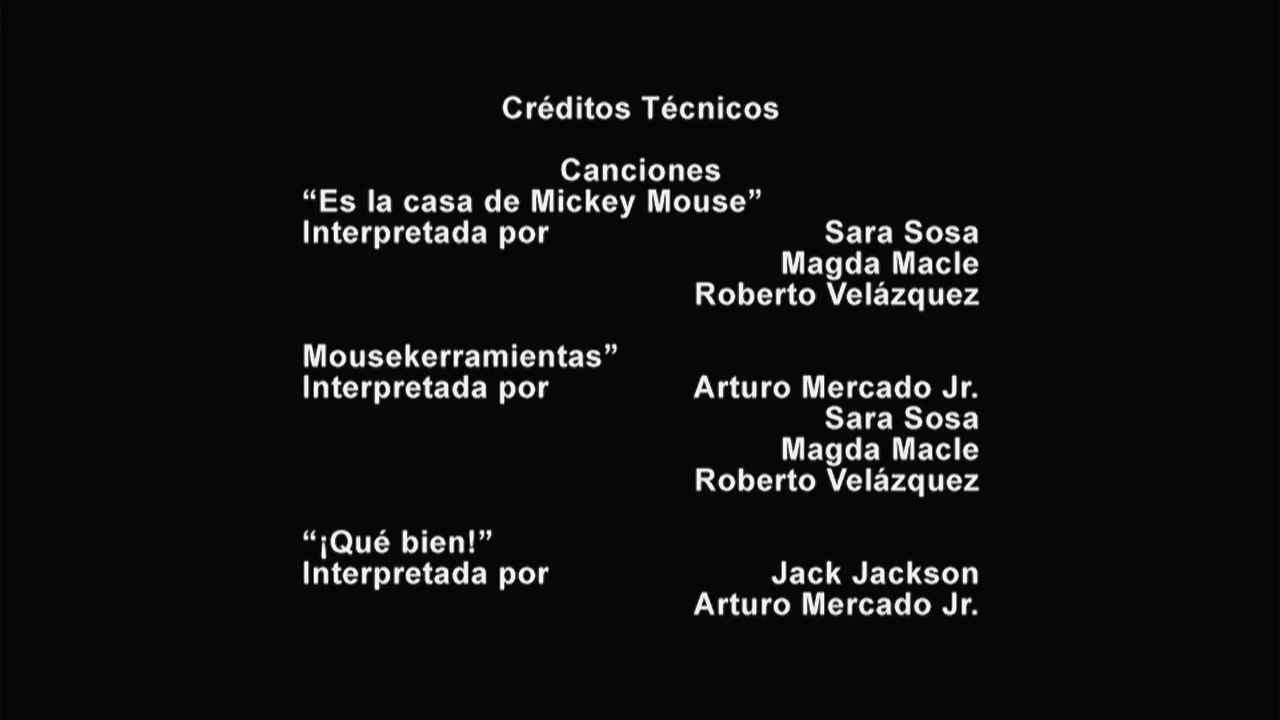 Créditos Técnicos
Canciones
“Es la casa de Mickey Mouse”
Interpretada por Sara Sosa
Magda Macle
Roberto Velázquez
Mousekerramientas”
Interpretada por Arturo Mercado Jr.
Sara Sosa
Magda Macle
Roberto Velázquez
“¡Qué bien!”
Interpretada por Jack Jackson
Arturo Mercado Jr.